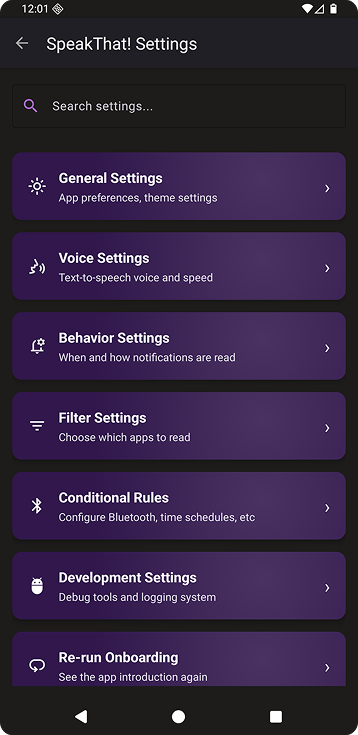 12:01
SpeakThat! Settings
Search settings...
General Settings
App preferences, theme settings
Voice Settings
Text-to-speech voice and speed
Behavior Settings
When and how notifications are read
Filter Settings
Choose which apps to read
Conditional Rules
Configure Bluetooth, time schedules, etc
Development Settings
Debug tools and logging system
Re-run Onboarding
See the app introduction again